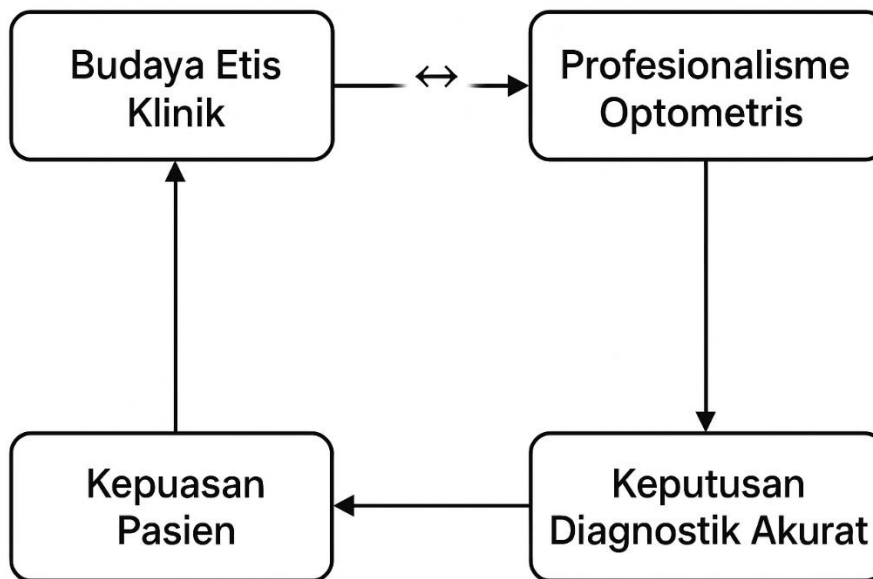 Budaya Etis
Klinik
↔
Profesionalisme
Optometris
Kepuasan
Pasien
Keputusan
Diagnostik Akurat